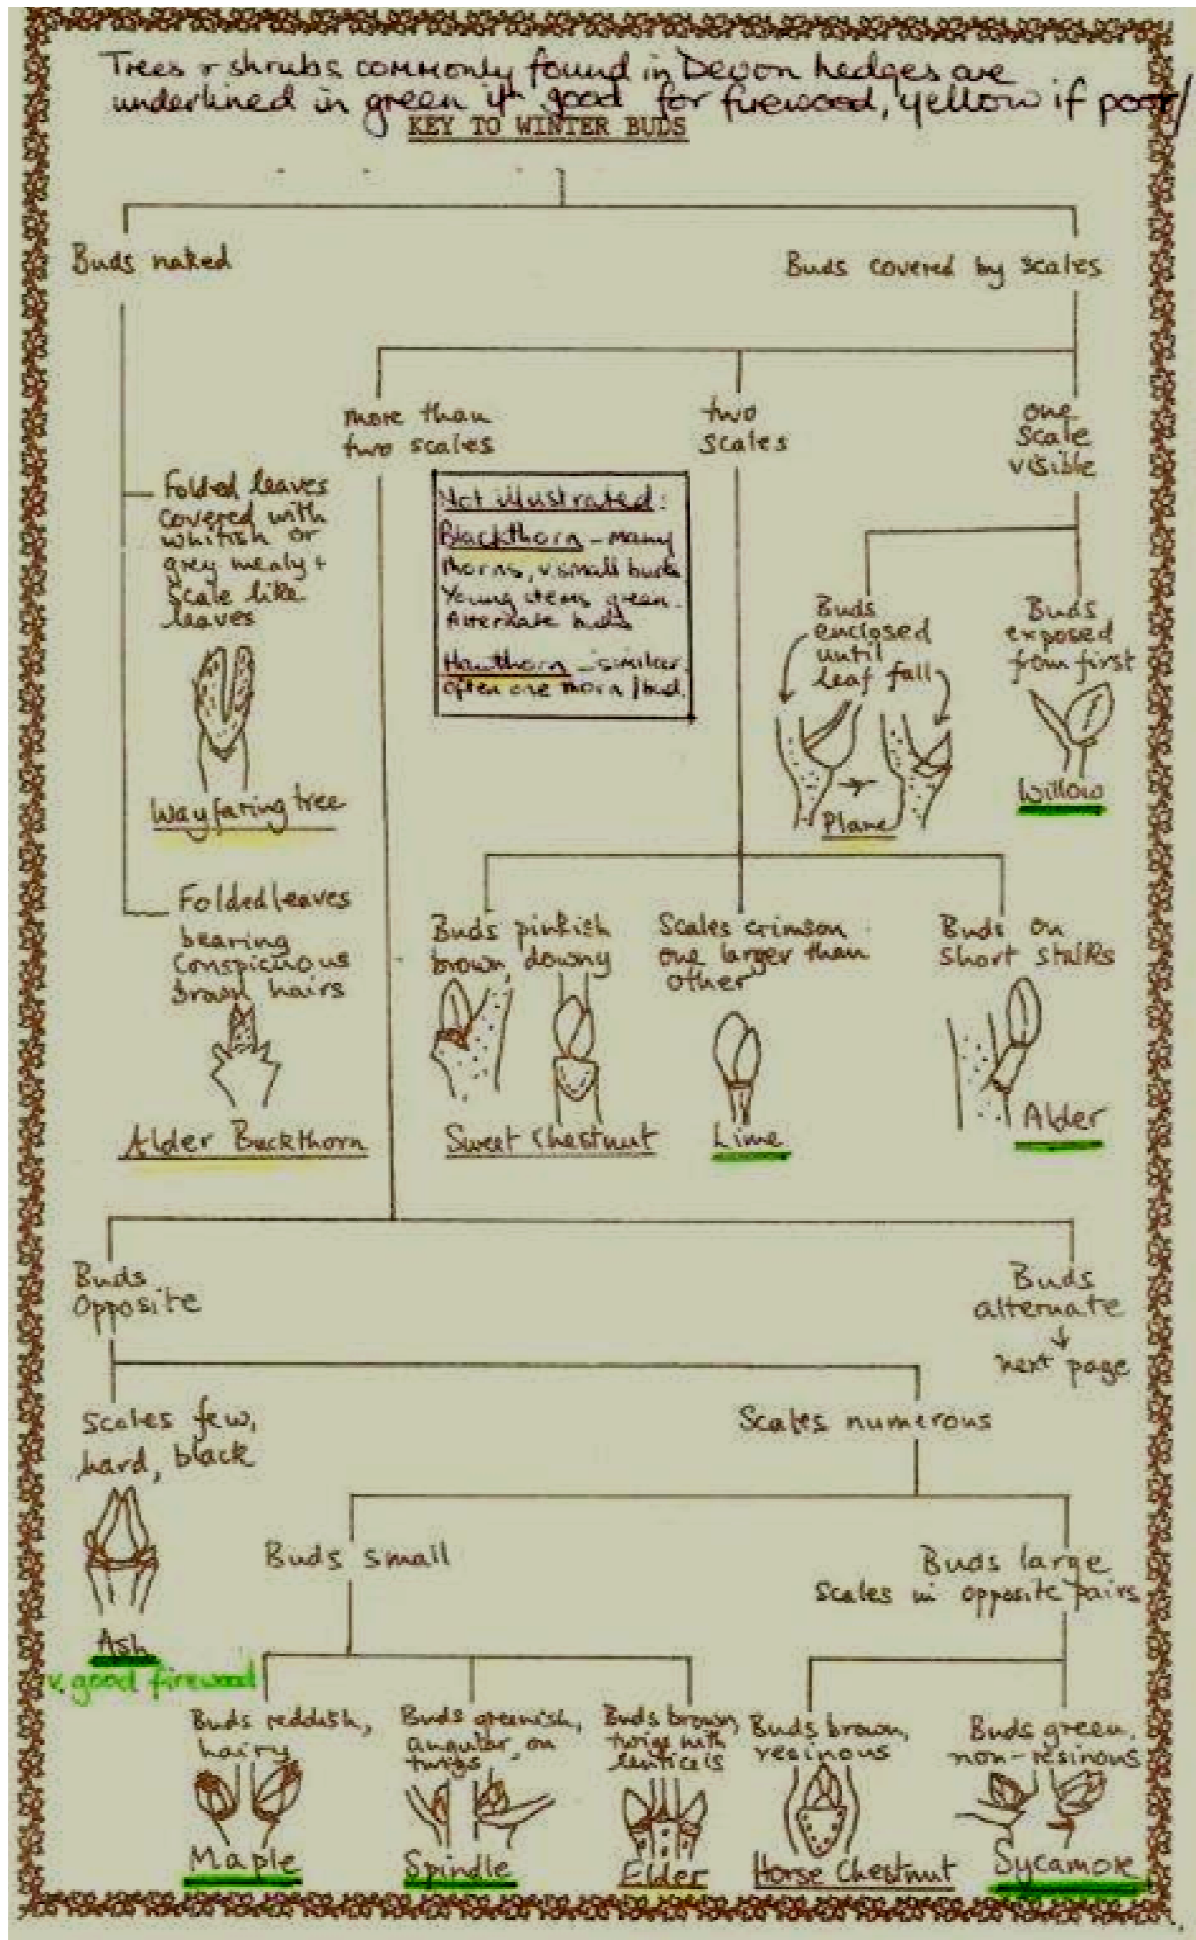 Trees & shrubs commonly found in Devon hedges are
underlined in green if good for firewood, yellow if poor/
KEY TO WINTER BUDS
Buds naked
Buds covered by scales
more than
two scales
two
scales
one
scale
visible
Folded leaves
covered with
whitish or
grey mealy +
scale like
leaves
Wayfaring tree
Not illustrated:
Blackthorn - many
thorns, v. small buds
Young stems green.
Alternate buds
Hawthorn - similar.
often one thorn / bud.
Buds
enclosed
until
leaf fall
Plane
Buds
exposed
from first
Willow
Folded leaves
bearing
conspicuous
brown hairs
Alder Buckthorn
Buds pinkish
brown, downy
Sweet Chestnut
Scales crimson
one larger than
other
Lime
Buds on
short stalks
Alder
Buds
Opposite
Buds
alternate
next page
Scales few,
hard, black
Ash
v. good firewood
Scales numerous
Buds small
Buds large
Scales in opposite pairs
Buds reddish,
hairy
Maple
Buds greenish,
angular on
twigs
Spindle
Buds brown,
twigs with
lenticels
Elder
Buds brown,
resinous
Horse Chestnut
Buds green,
non-resinous
Sycamore